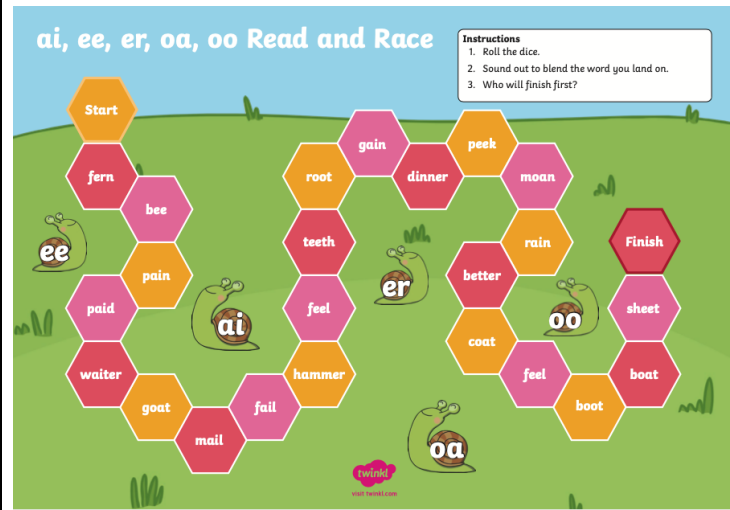 ai, ee, er, oa, oo Read and Race
Instructions
1. Roll the dice.
2. Sound out to blend the word you land on.
3. Who will finish first?
Start
fern
bee
pain
paid
waiter
goat
mail
fail
hammer
feel
teeth
root
gain
dinner
peek
moan
rain
better
coat
feel
boot
boat
sheet
Finish
ee
ai
er
oo
oa
twinkl
visit twinkl.com